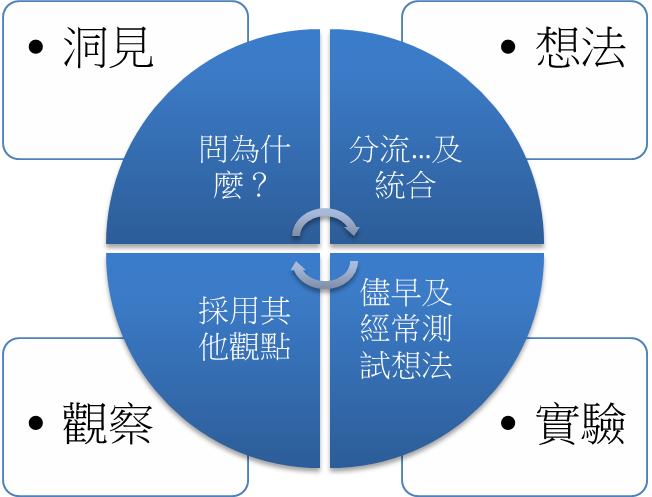 • 洞見
• 想法
問為什
麼？
分流...及
統合
採用其
他觀點
儘早及
經常測
試想法
• 觀察
• 實驗